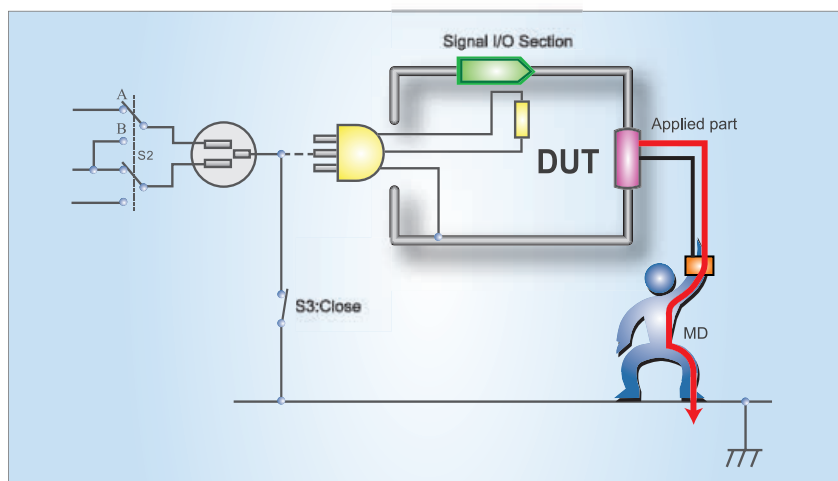 Signal I/O Section
A
B
S2
Applied part
DUT
S3:Close
MD